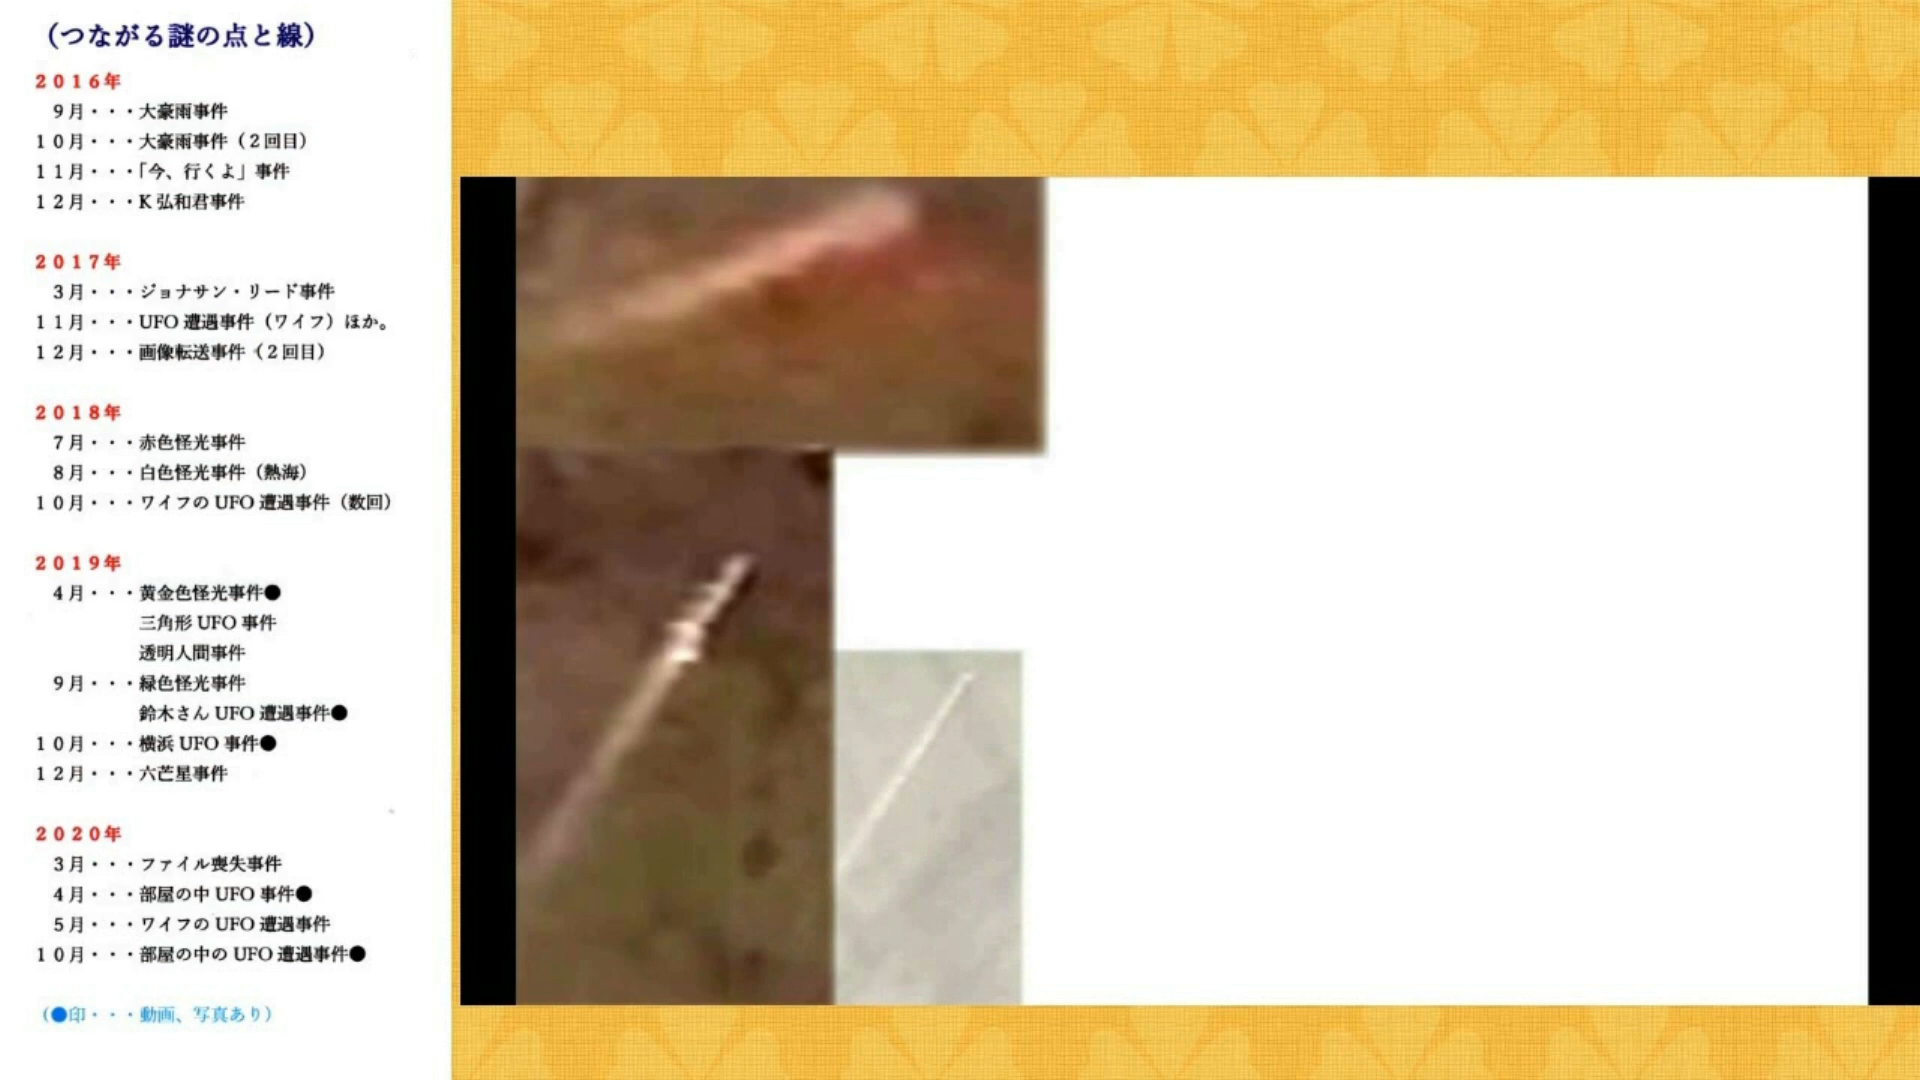 （つながる謎の点と線）
２０１６年
９月・・・大豪雨事件
１０月・・・大豪雨事件（２回目）
１１月・・・「今、行くよ」事件
１２月・・・K 弘和君事件
２０１７年
３月・・・ジョナサン・リード事件
１１月・・・UFO 遭遇事件（ワイフ）ほか。
１２月・・・画像転送事件（２回目）
２０１８年
７月・・・赤色怪光事件
８月・・・白色怪光事件（熱海）
１０月・・・ワイフの UFO 遭遇事件（数回）
２０１９年
４月・・・黄金色怪光事件●
三角形 UFO 事件
透明人間事件
９月・・・緑色怪光事件
鈴木さん UFO 遭遇事件●
１０月・・・横浜 UFO 事件●
１２月・・・六芒星事件
２０２０年
３月・・・ファイル喪失事件
４月・・・部屋の中 UFO 事件●
５月・・・ワイフの UFO 遭遇事件
１０月・・・部屋の中の UFO 遭遇事件●
（●印・・・動画、写真あり）